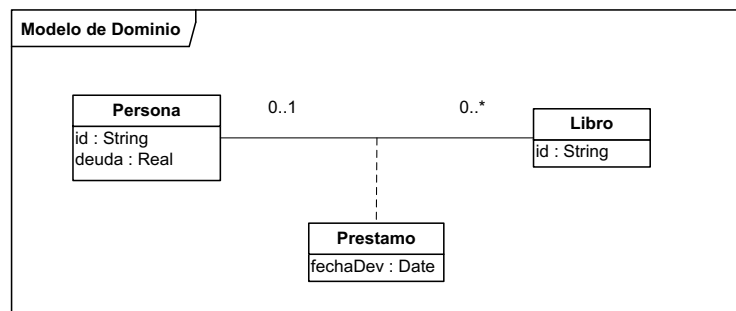 Modelo de Dominio
Persona
id : String
deuda : Real
0..1
0..*
Libro
id : String
Prestamo
fechaDev : Date